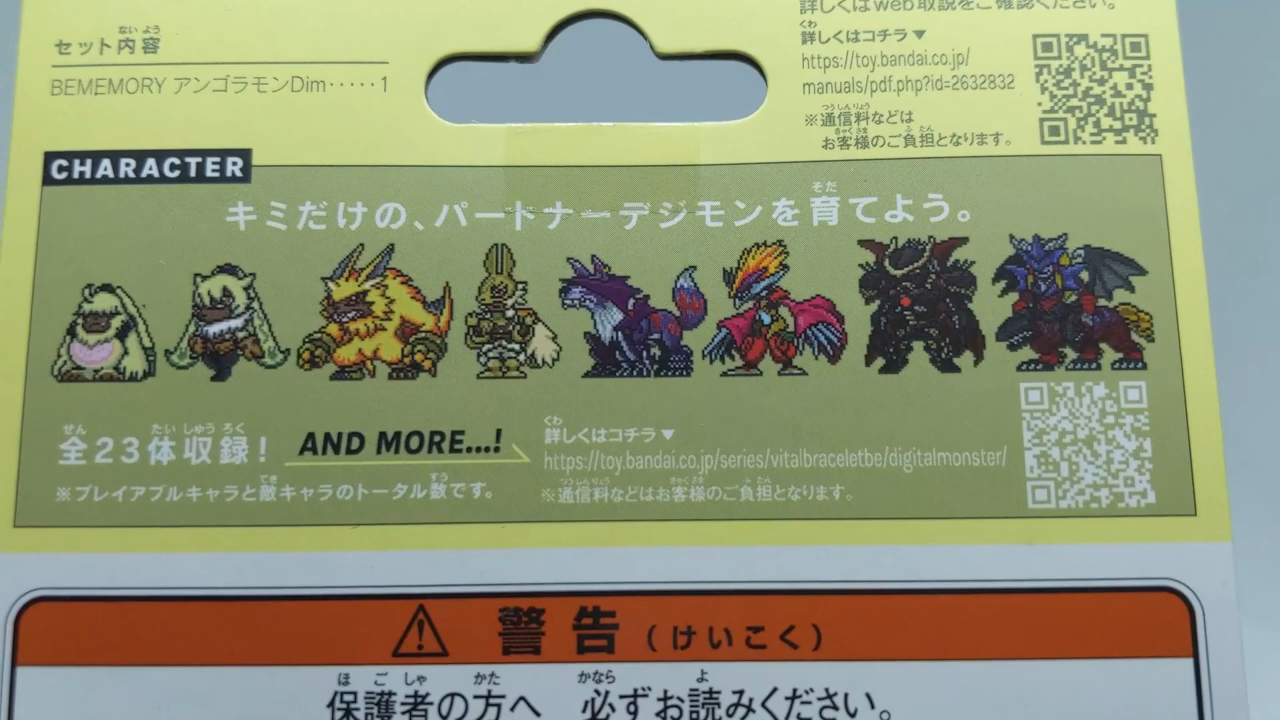 セット内容
BEMEMORY アンゴラモンDim・・・・・1
詳しくはweb取説をご確認ください。
詳しくはコチラ▼
https://toy.bandai.co.jp/
manuals/pdf.php?id=2632832
※通信料などは
お客様のご負担となります。
CHARACTER
キミだけの、パートナーデジモンを育てよう。
全23体収録!
AND MORE...!
※プレイアブルキャラと敵キャラのトータル数です。
詳しくはコチラ▼
https://toy.bandai.co.jp/series/vitalbraceletbe/digitalmonster/
※通信料などはお客様のご負担となります。
警告(けいこく)
保護者の方へ 必ずお読みください。